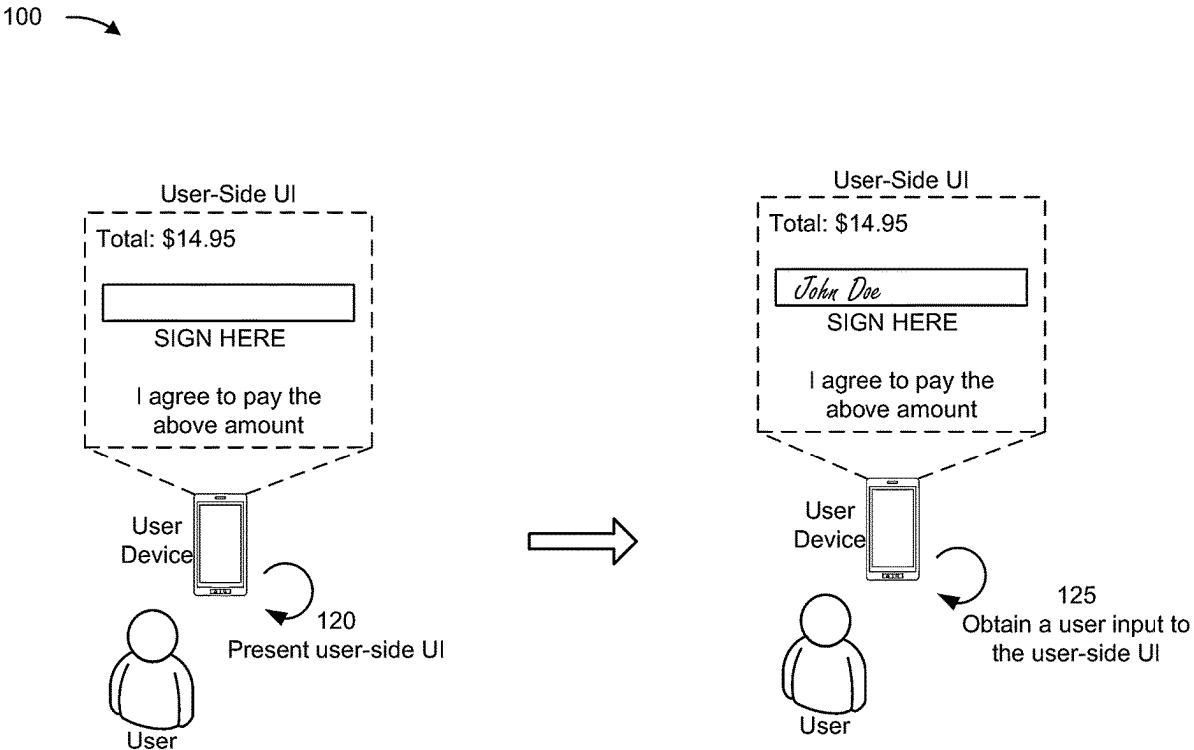 100
User-Side UI
Total: $14.95
SIGN HERE
I agree to pay the
above amount
User
Device
120
Present user-side UI
User
User-Side UI
Total: $14.95
John Doe
SIGN HERE
I agree to pay the
above amount
User
Device
125
Obtain a user input to
the user-side UI
User